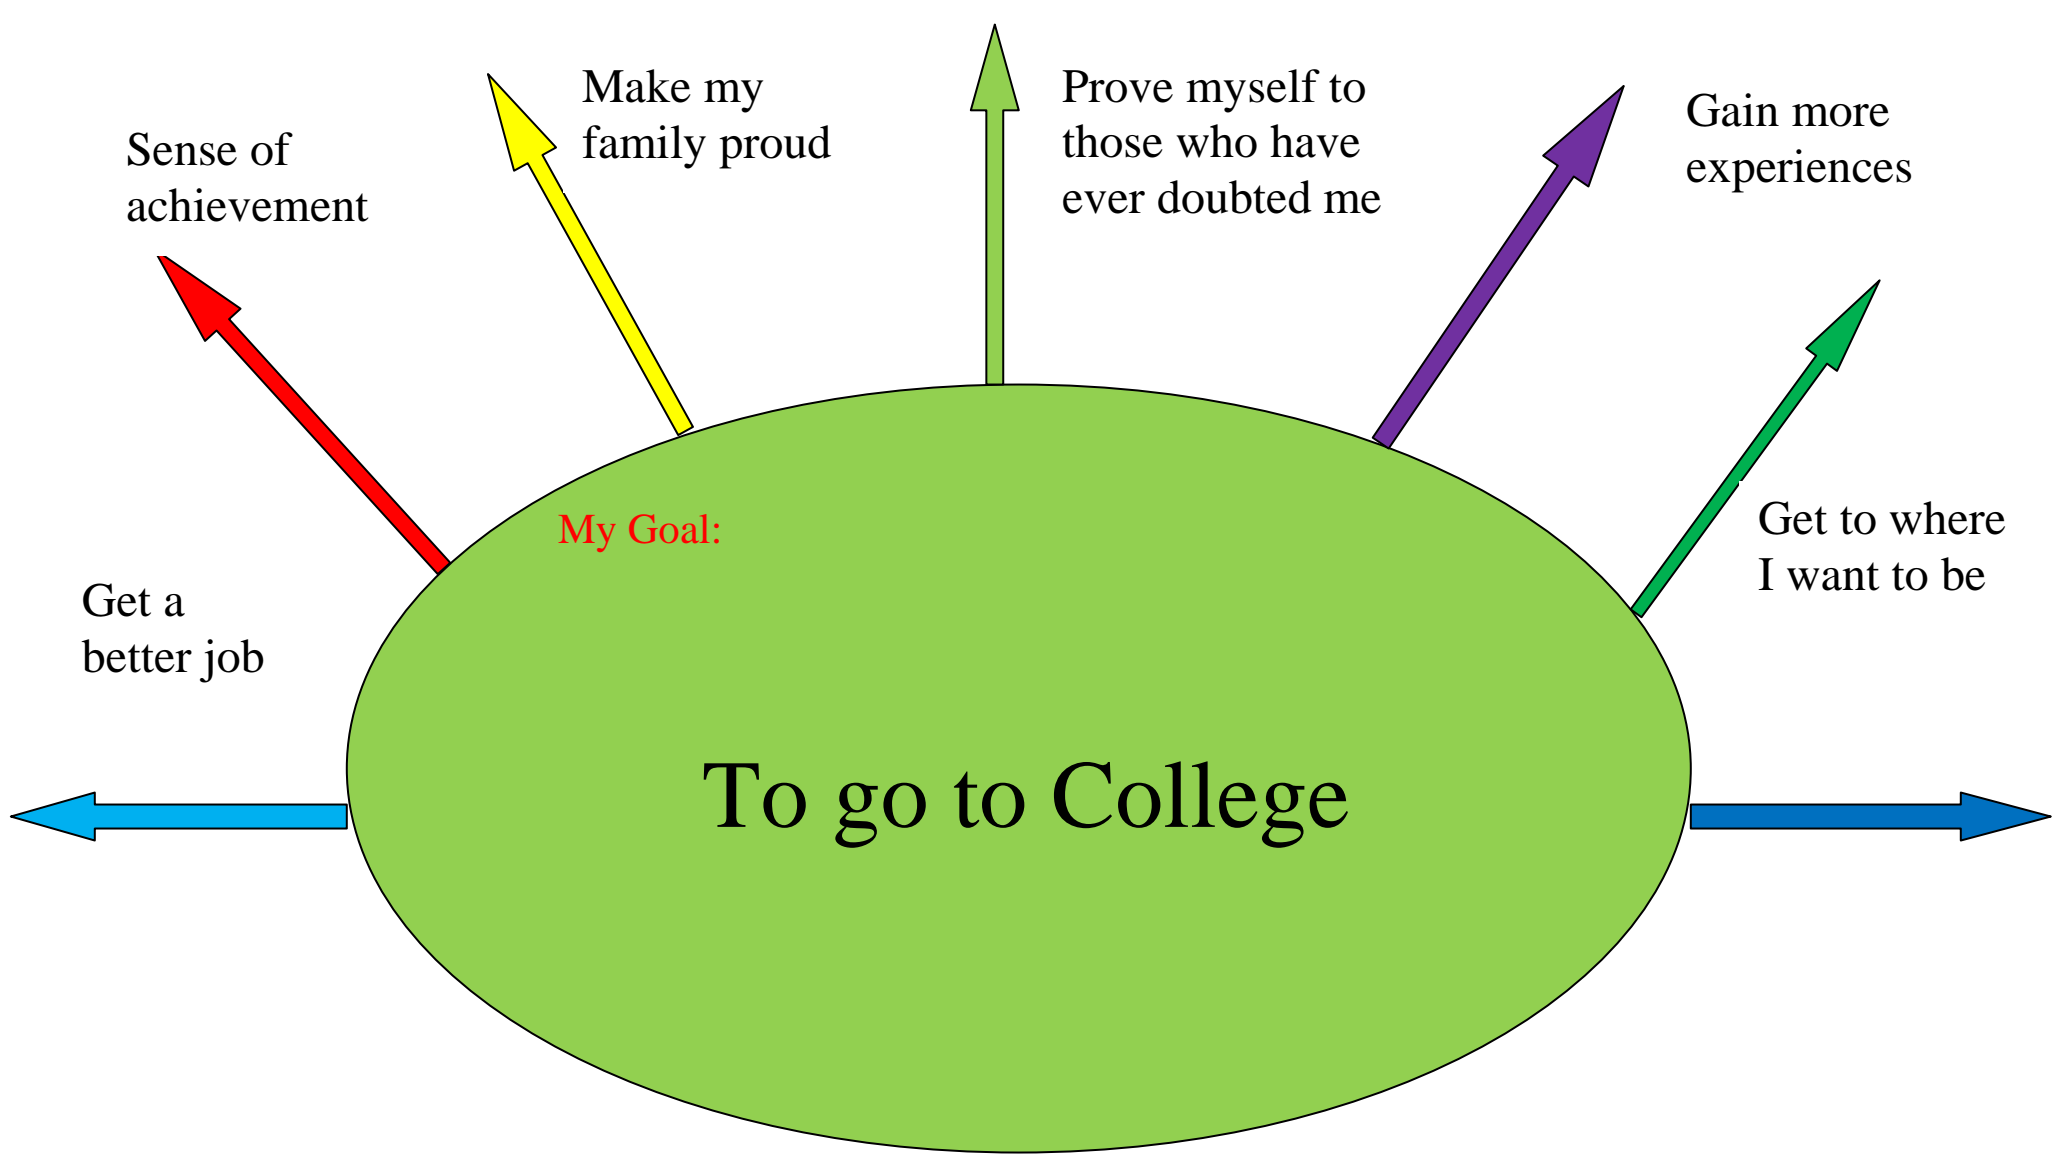 Make my
family proud
Prove myself to
those who have
ever doubted me
Gain more
experiences
Sense of
achievement
My Goal:
Get to where
I want to be
Get a
better job
To go to College